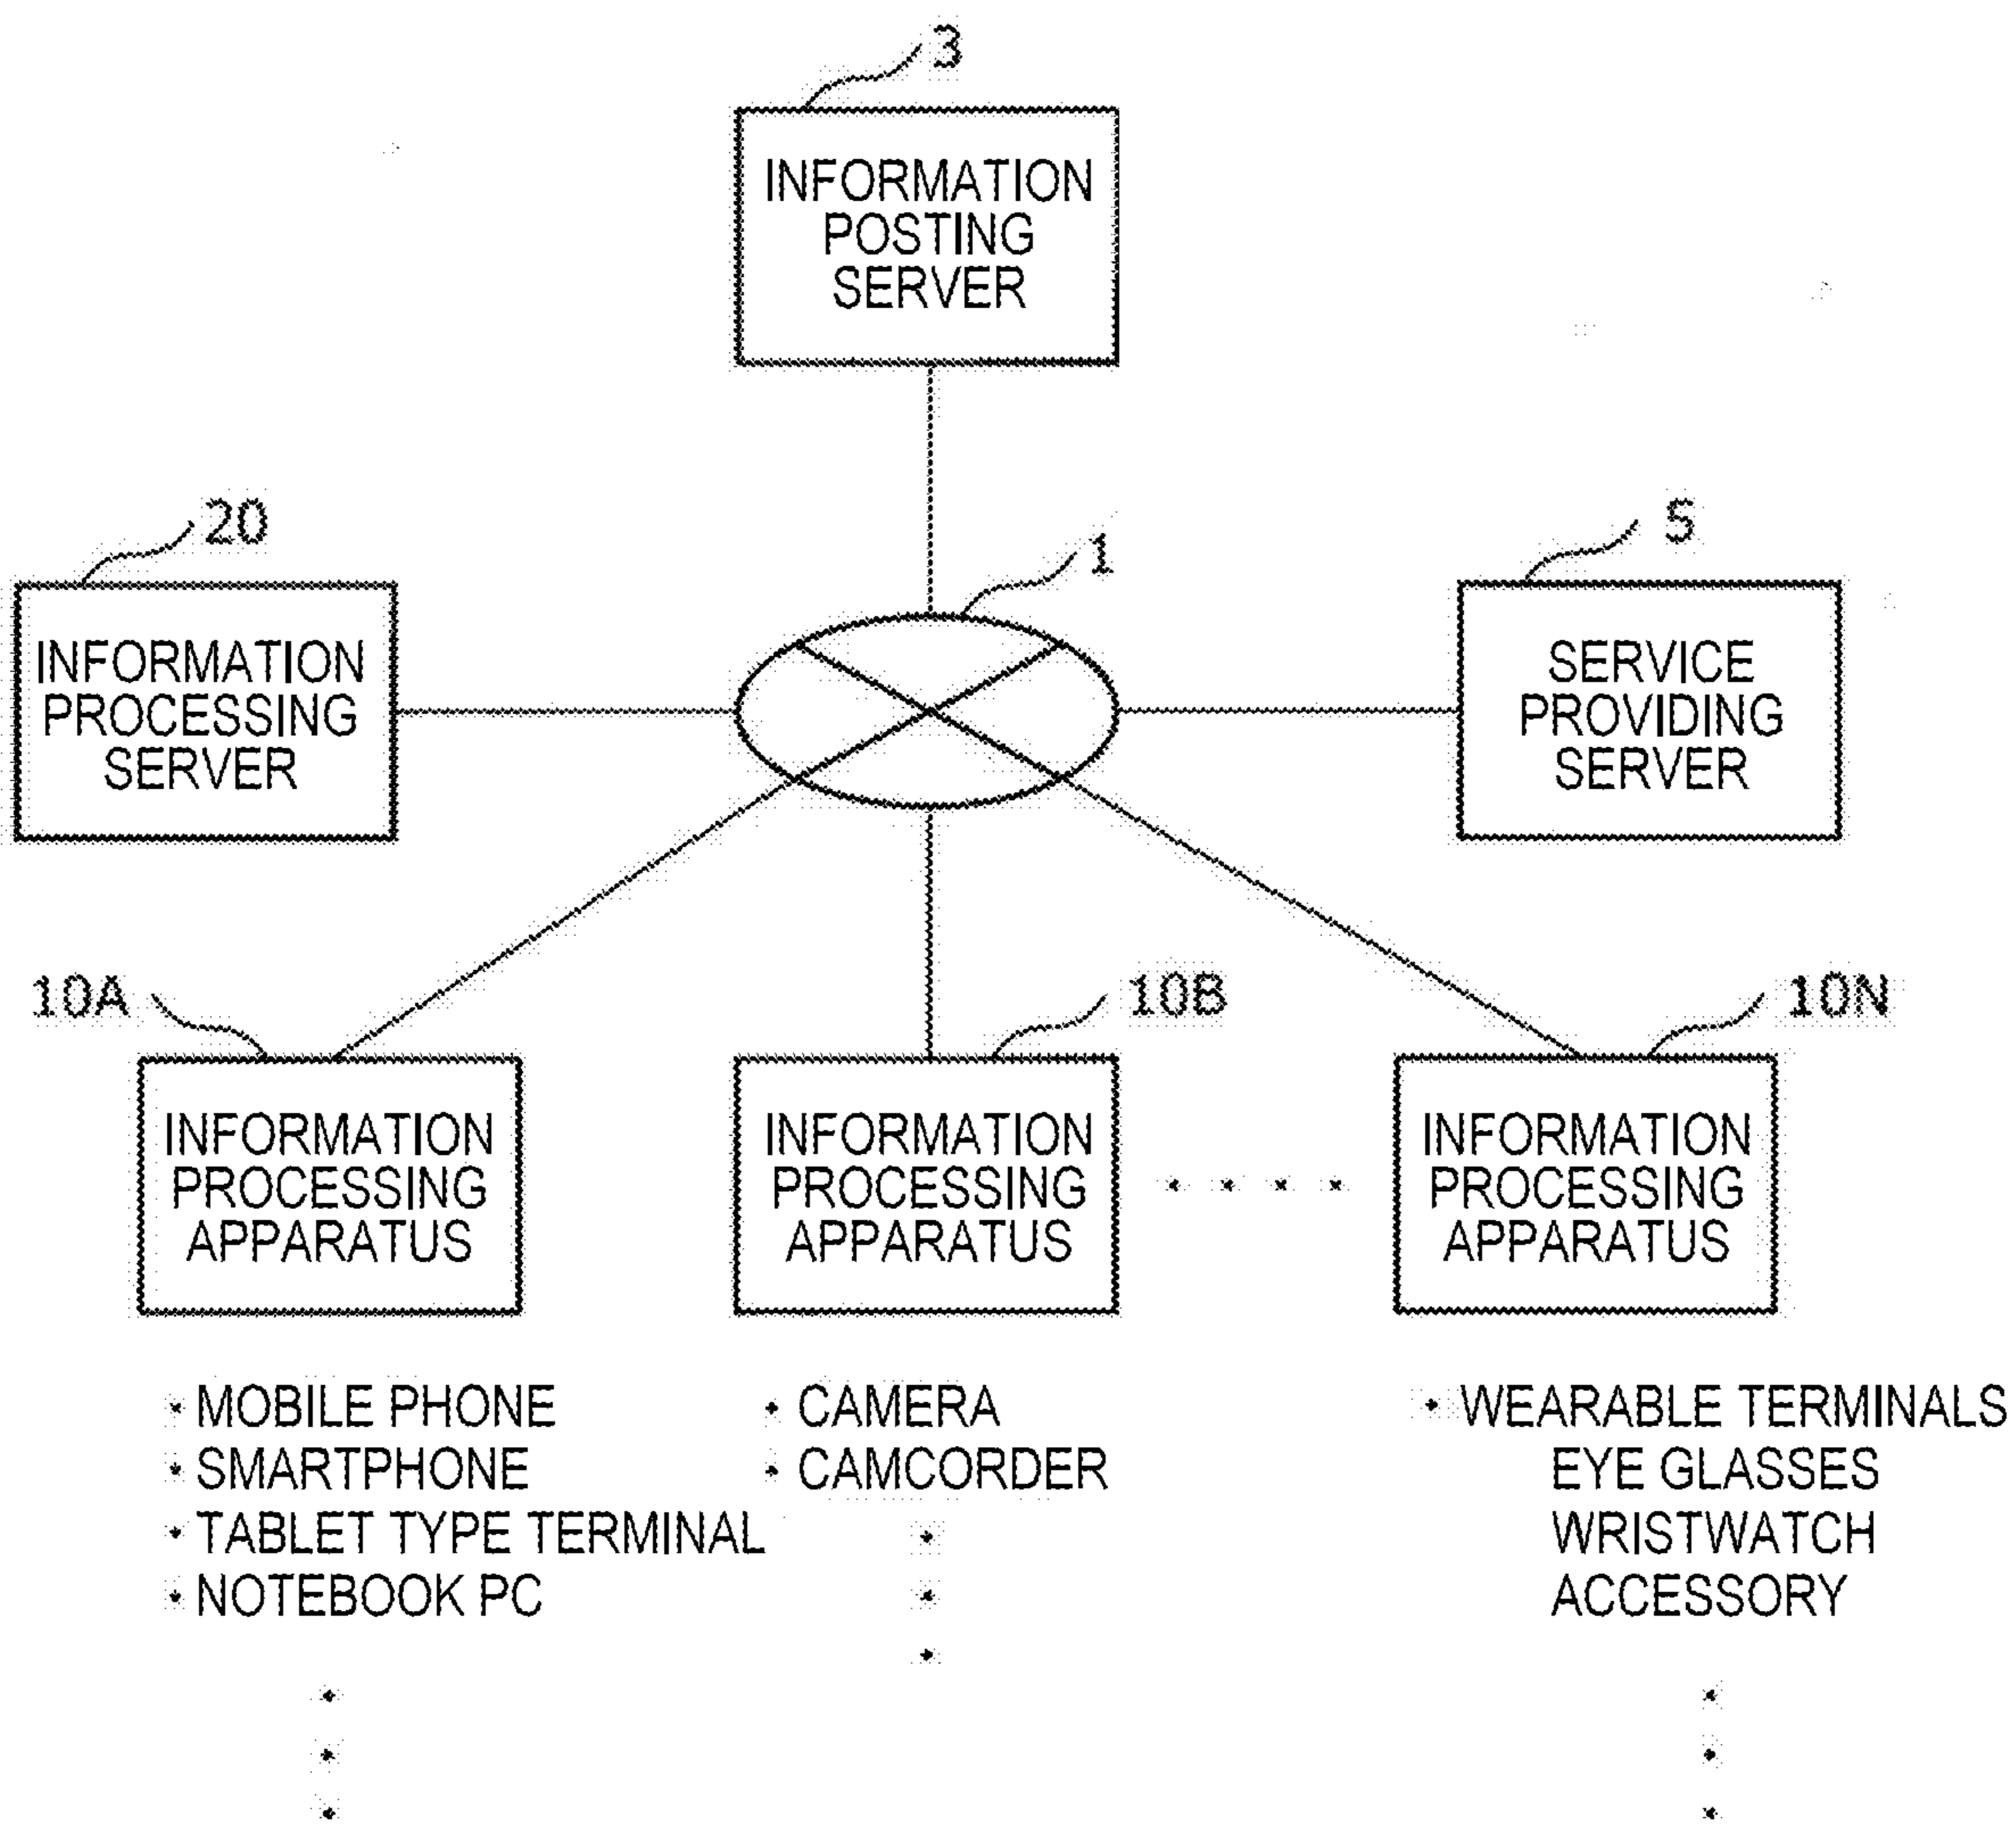 3
INFORMATION
POSTING
SERVER
20
1
5
INFORMATION
PROCESSING
SERVER
SERVICE
PROVIDING
SERVER
10A
10B
10N
INFORMATION
PROCESSING
APPARATUS
INFORMATION
PROCESSING
APPARATUS
INFORMATION
PROCESSING
APPARATUS
• MOBILE PHONE
• SMARTPHONE
• TABLET TYPE TERMINAL
• NOTEBOOK PC
• CAMERA
• CAMCORDER
• WEARABLE TERMINALS
EYE GLASSES
WRISTWATCH
ACCESSORY